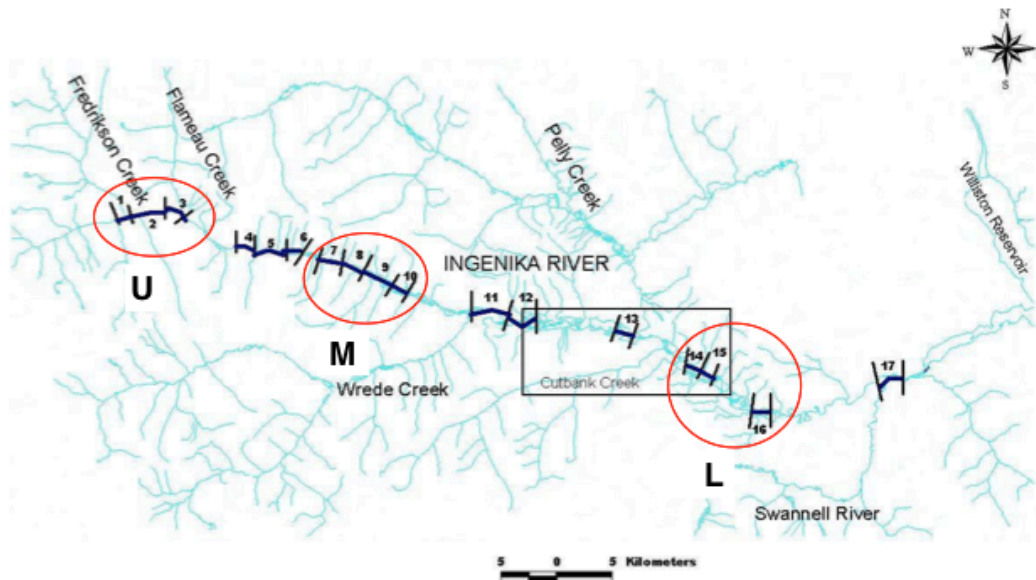 N
W
S
Fredrikson Creek
Flameau Creek
Pelly Creek
Williston Reservoir
1
2
3
4
5
6
7
8
9
10
INGENIKA RIVER
U
M
11
12
13
14
15
Cutbank Creek
Wrede Creek
16
17
L
Swannell River
5 0 5 Kilometers